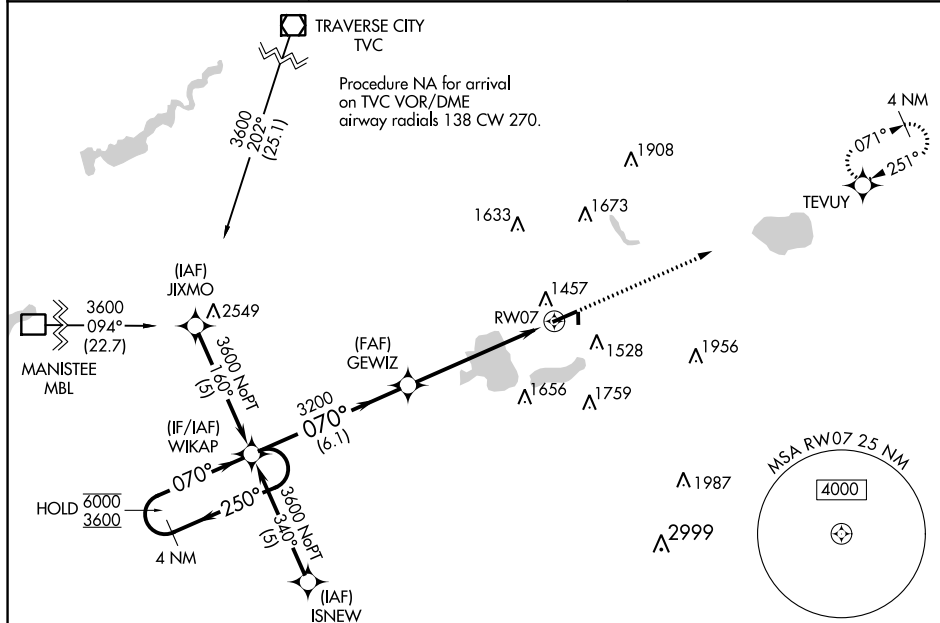 TRAVERSE CITY
TVC
Procedure NA for arrival
on TVC VOR/DME
airway radials 138 CW 270.
3600
202°
(25.1)
4 NM
071°
251°
TEVUY
1908
1633
1673
(IAF)
JIXMO
2549
3600
094°
(22.7)
MANISTEE
MBL
1457
RW07
1528
1956
(FAF)
GEWIZ
3600 NoPT
160°
(5)
1656
1759
3200
070°
(6.1)
(IF/IAF)
WIKAP
070°
250°
HOLD 6000
3600
4 NM
3600 NoPT
340°
(5)
(IAF)
ISNEW
1987
2999
MSA RW07 25 NM
4000